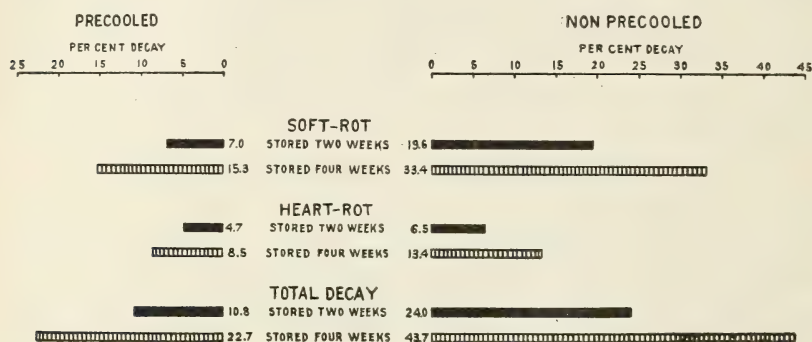 PRECOOLED
NON PRECOOLED
PER CENT DECAY
PER CENT DECAY
25 20 15 10 5 0
0 5 10 15 20 25 30 35 40 45
SOFT-ROT
7.0 STORED TWO WEEKS 19.6
15.3 STORED FOUR WEEKS 33.4
HEART-ROT
4.7 STORED TWO WEEKS 6.5
8.5 STORED FOUR WEEKS 13.4
TOTAL DECAY
10.8 STORED TWO WEEKS 24.0
22.7 STORED FOUR WEEKS 43.7